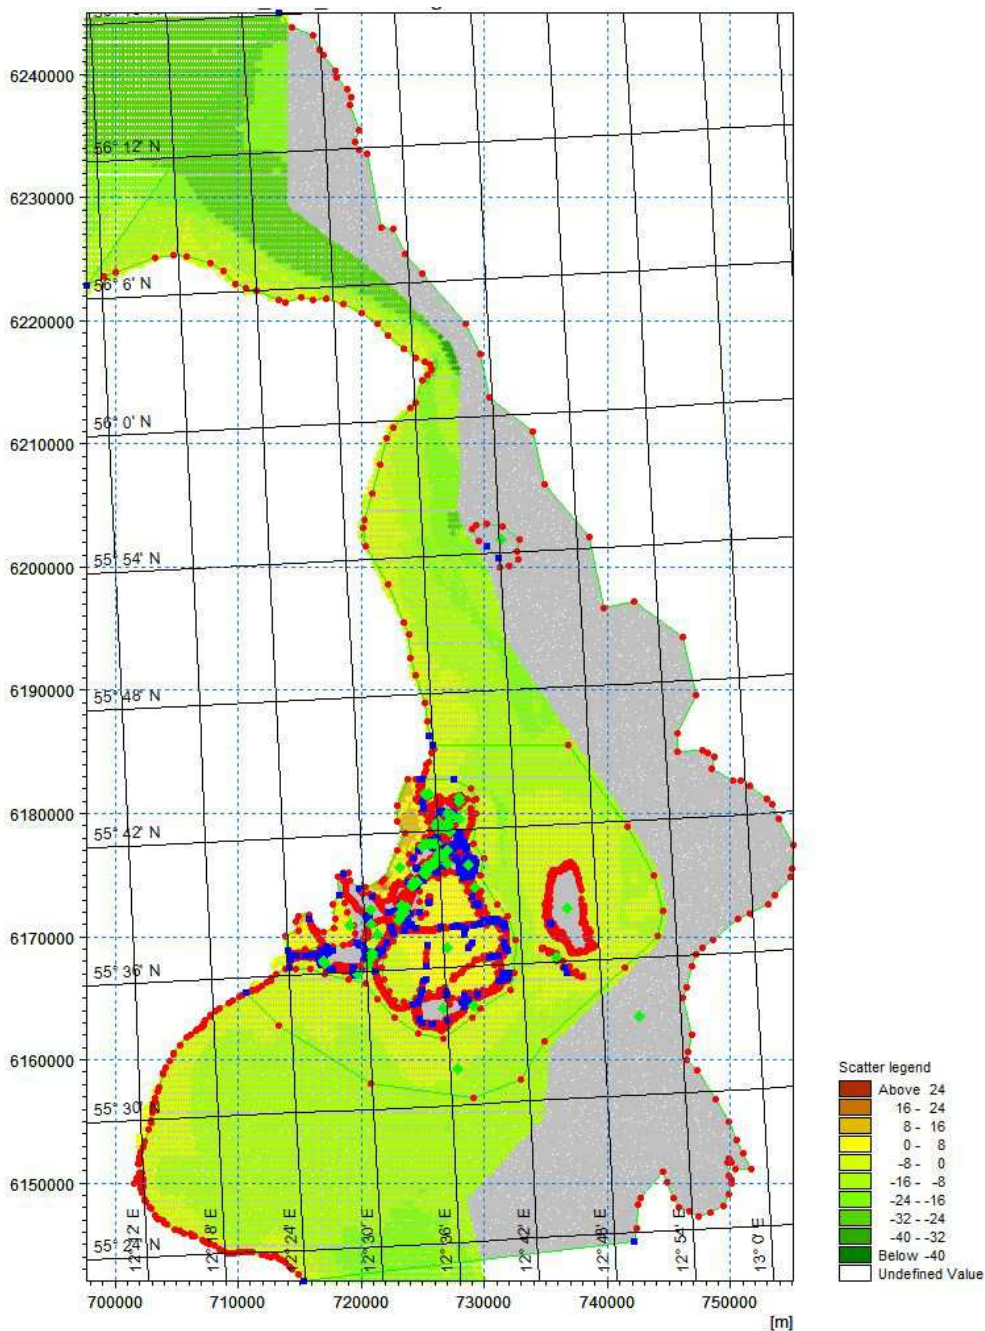 6240000
56° 12' N
6230000
56° 6' N
6220000
56° 0' N
6210000
55° 54' N
6200000
6190000
55° 48' N
6180000
55° 42' N
6170000
55° 36' N
6160000
55° 30' N
6150000
55° 24' N
12° 12' E
12° 18' E
12° 24' E
12° 30' E
12° 36' E
12° 42' E
12° 48' E
12° 54' E
13° 0' E
700000 710000 720000 730000 740000 750000
[m]
Scatter legend
Above 24
16 - 24
8 - 16
0 - 8
-8 - 0
-16 - -8
-24 - -16
-32 - -24
-40 - -32
Below -40
Undefined Value